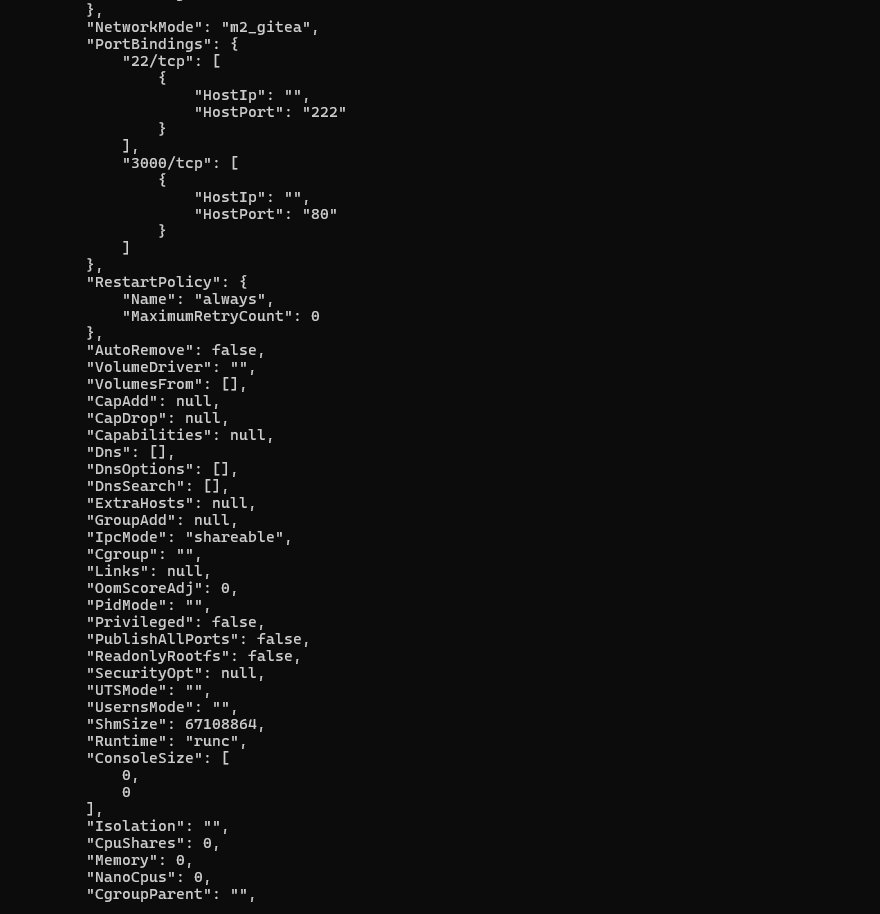 },
"NetworkMode": "m2_gitea",
"PortBindings": {
"22/tcp": [
{
"HostIp": "",
"HostPort": "222"
}
],
"3000/tcp": [
{
"HostIp": "",
"HostPort": "80"
}
]
},
"RestartPolicy": {
"Name": "always",
"MaximumRetryCount": 0
},
"AutoRemove": false,
"VolumeDriver": "",
"VolumesFrom": [],
"CapAdd": null,
"CapDrop": null,
"Capabilities": null,
"Dns": [],
"DnsOptions": [],
"DnsSearch": [],
"ExtraHosts": null,
"GroupAdd": null,
"IpcMode": "shareable",
"Cgroup": "",
"Links": null,
"OomScoreAdj": 0,
"PidMode": "",
"Privileged": false,
"PublishAllPorts": false,
"ReadonlyRootfs": false,
"SecurityOpt": null,
"UTSMode": "",
"UsernsMode": "",
"ShmSize": 67108864,
"Runtime": "runc",
"ConsoleSize": [
0,
0
],
"Isolation": "",
"CpuShares": 0,
"Memory": 0,
"NanoCpus": 0,
"CgroupParent": "",